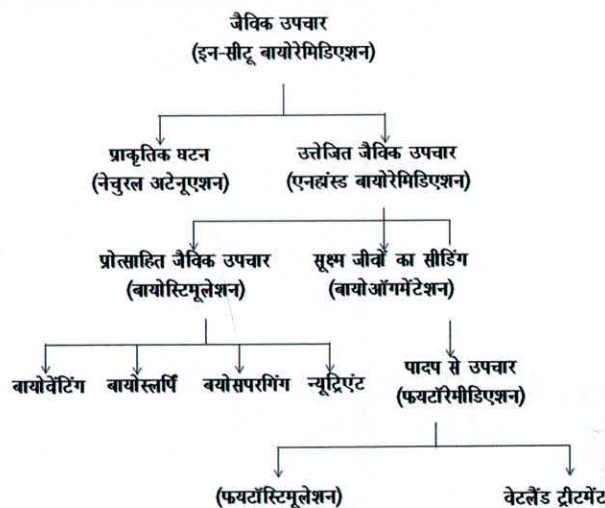 जैविक उपचार
(इन-सीटू बायोरेमिडिएशन)
प्राकृतिक घटन
(नेचुरल अटेनूएशन)
उत्तेजित जैविक उपचार
(एनहांस्ड बायोरेमिडिएशन)
प्रोत्साहित जैविक उपचार
(बायोस्टिमूलेशन)
सूक्ष्म जीवों का सीडिंग
(बायोऑगमेंटेशन)
बायोवेंटिंग
बायोस्लर्पि
बयोसपरगिंग
न्यूट्रिएंट
पादप से उपचार
(फयटॉरेमीडिएशन)
(फयटॉस्टिमूलेशन)
वेटलैंड ट्रीटमेंट